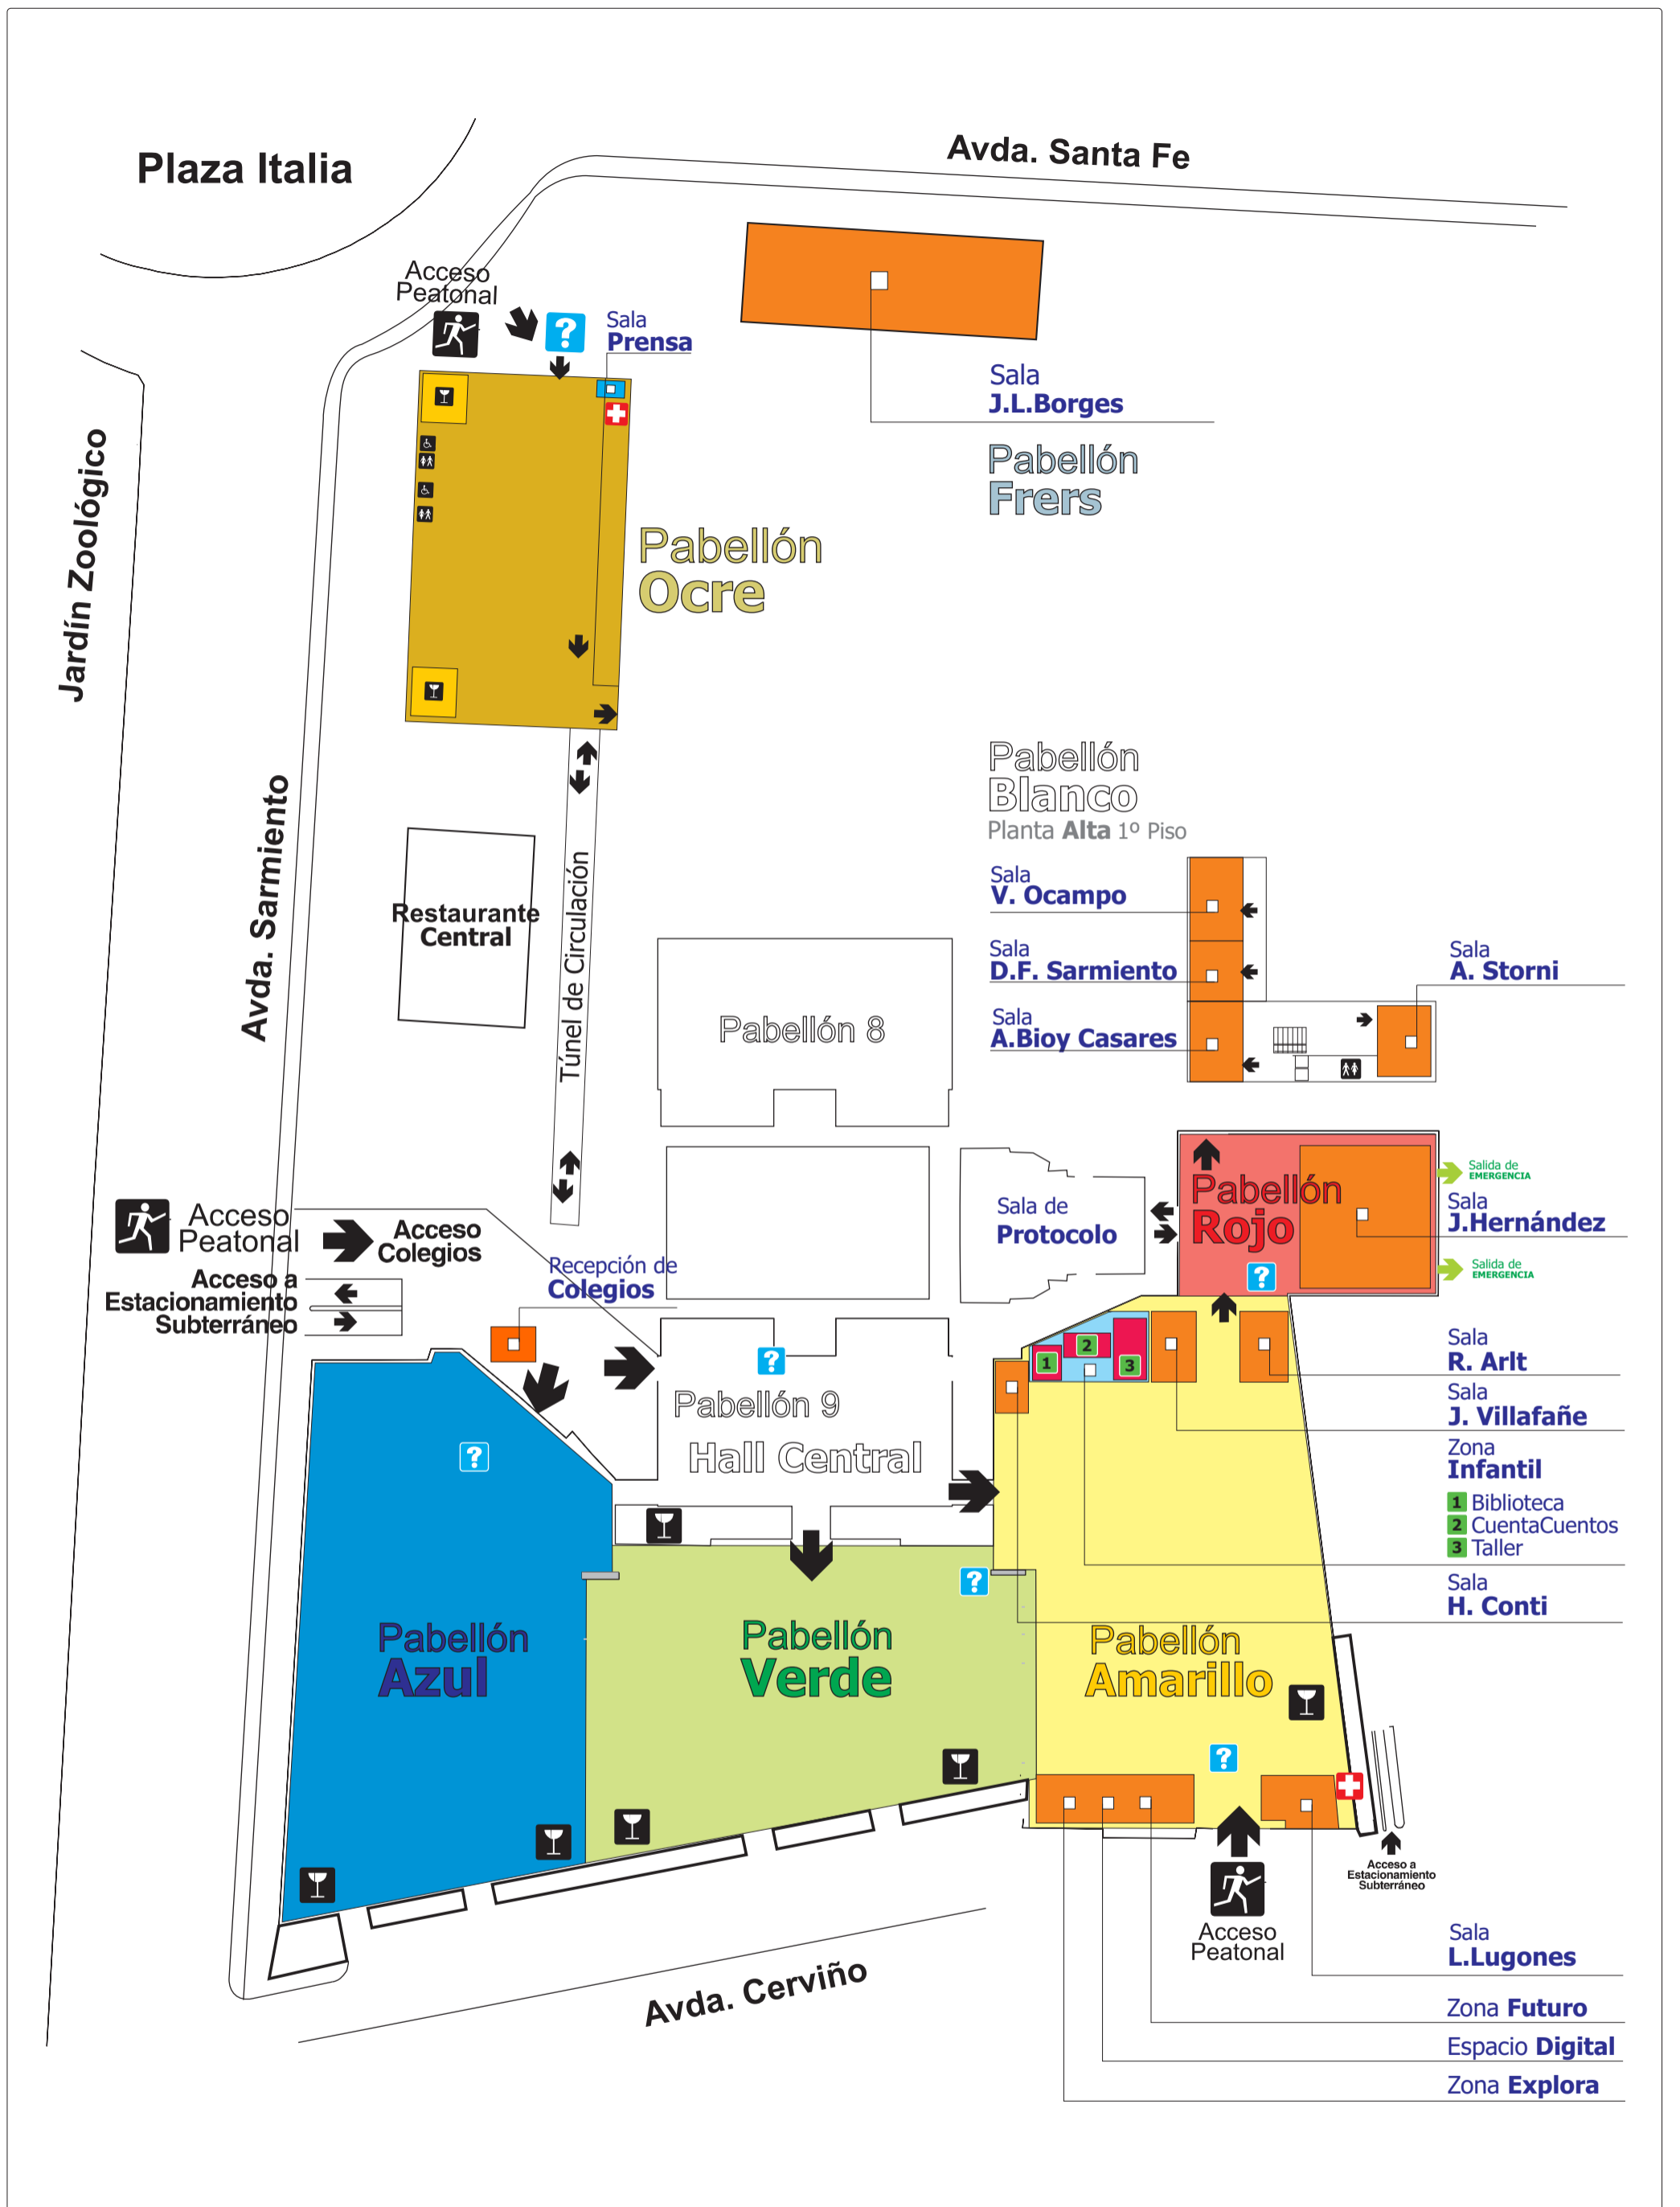 Plaza Italia
Avda. Santa Fe
Acceso
Peatonal
?
Sala
Prensa
Sala
J.L.Borges
Pabellón
Frers
Jardín Zoológico
Pabellón
Ocre
Avda. Sarmiento
Pabellón
Blanco
Planta Alta 1º Piso
Sala
V. Ocampo
Restaurante
Central
Túnel de Circulación
Sala
D.F. Sarmiento
Sala
A. Storni
Pabellón 8
Sala
A.Bioy Casares
Salida de
EMERGENCIA
Pabellón
Rojo
Sala
J.Hernández
Sala de
Protocolo
Acceso
Peatonal
Acceso
Colegios
Recepción de
Colegios
Salida de
EMERGENCIA
?
Acceso a
Estacionamiento
Subterráneo
1
2
3
Sala
R. Arlt
?
Pabellón 9
Hall Central
Sala
J. Villafañe
?
Zona
Infantil
1 Biblioteca
2 CuentaCuentos
3 Taller
?
Sala
H. Conti
Pabellón
Azul
Pabellón
Verde
Pabellón
Amarillo
?
Acceso a
Estacionamiento
Subterráneo
Acceso
Peatonal
Sala
L.Lugones
Avda. Cerviño
Zona Futuro
Espacio Digital
Zona Explora